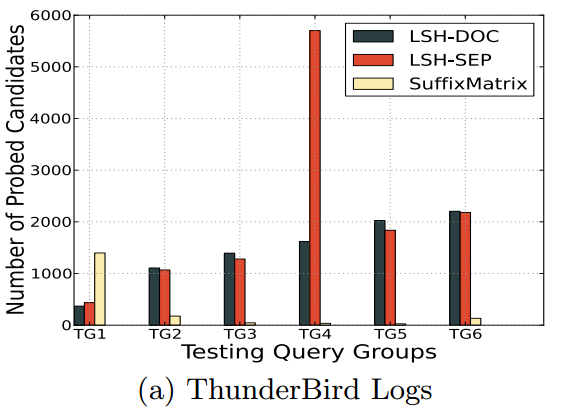 6000
5000
4000
3000
2000
1000
0
Number of Probed Candidates
LSH-DOC
LSH-SEP
SuffixMatrix
TG1 TG2 TG3 TG4 TG5 TG6
Testing Query Groups
(a) ThunderBird Logs